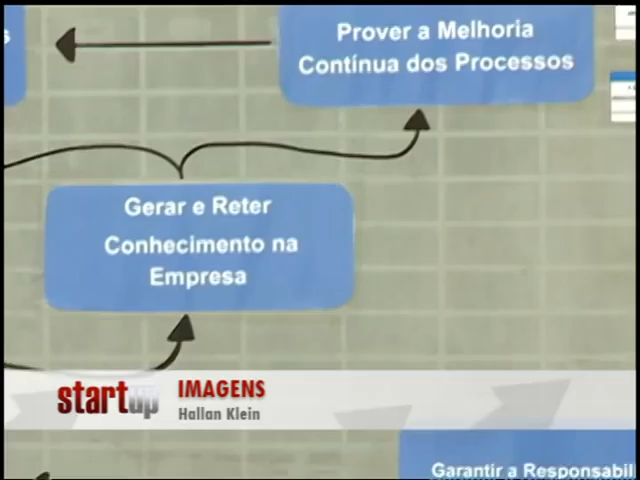 Prover a Melhoria
Contínua dos Processos
Gerar e Reter
Conhecimento na
Empresa
startup
IMAGENS
Hallan Klein
Garantir a Responsabil